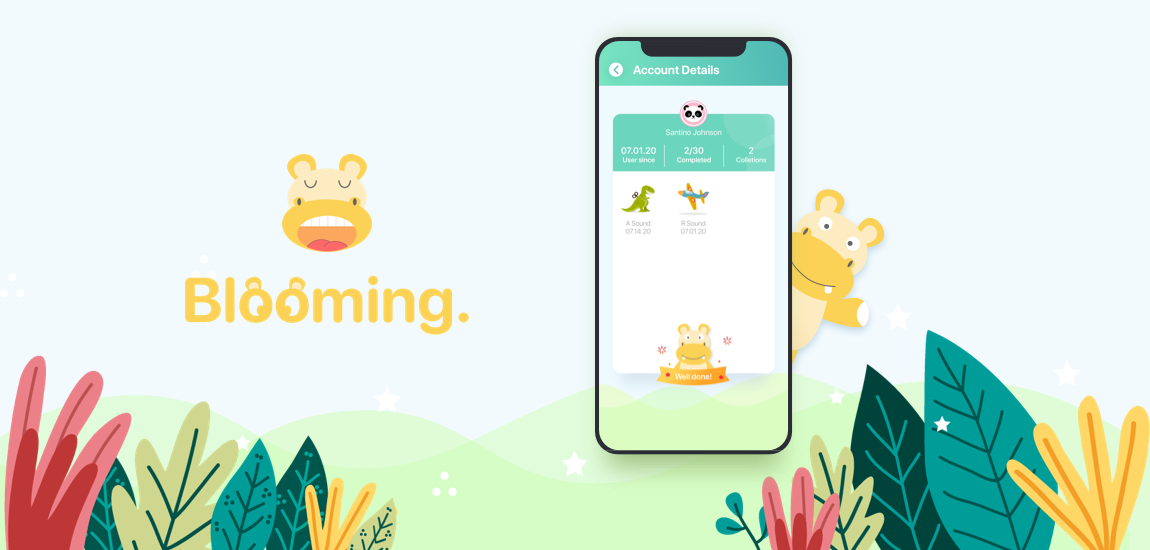 Blooming.
Account Details
Santino Johnson
07.01.20 2/30 2
User since Completed Colletions
A Sound R Sound
07.14.20 07.01.20
Well done!